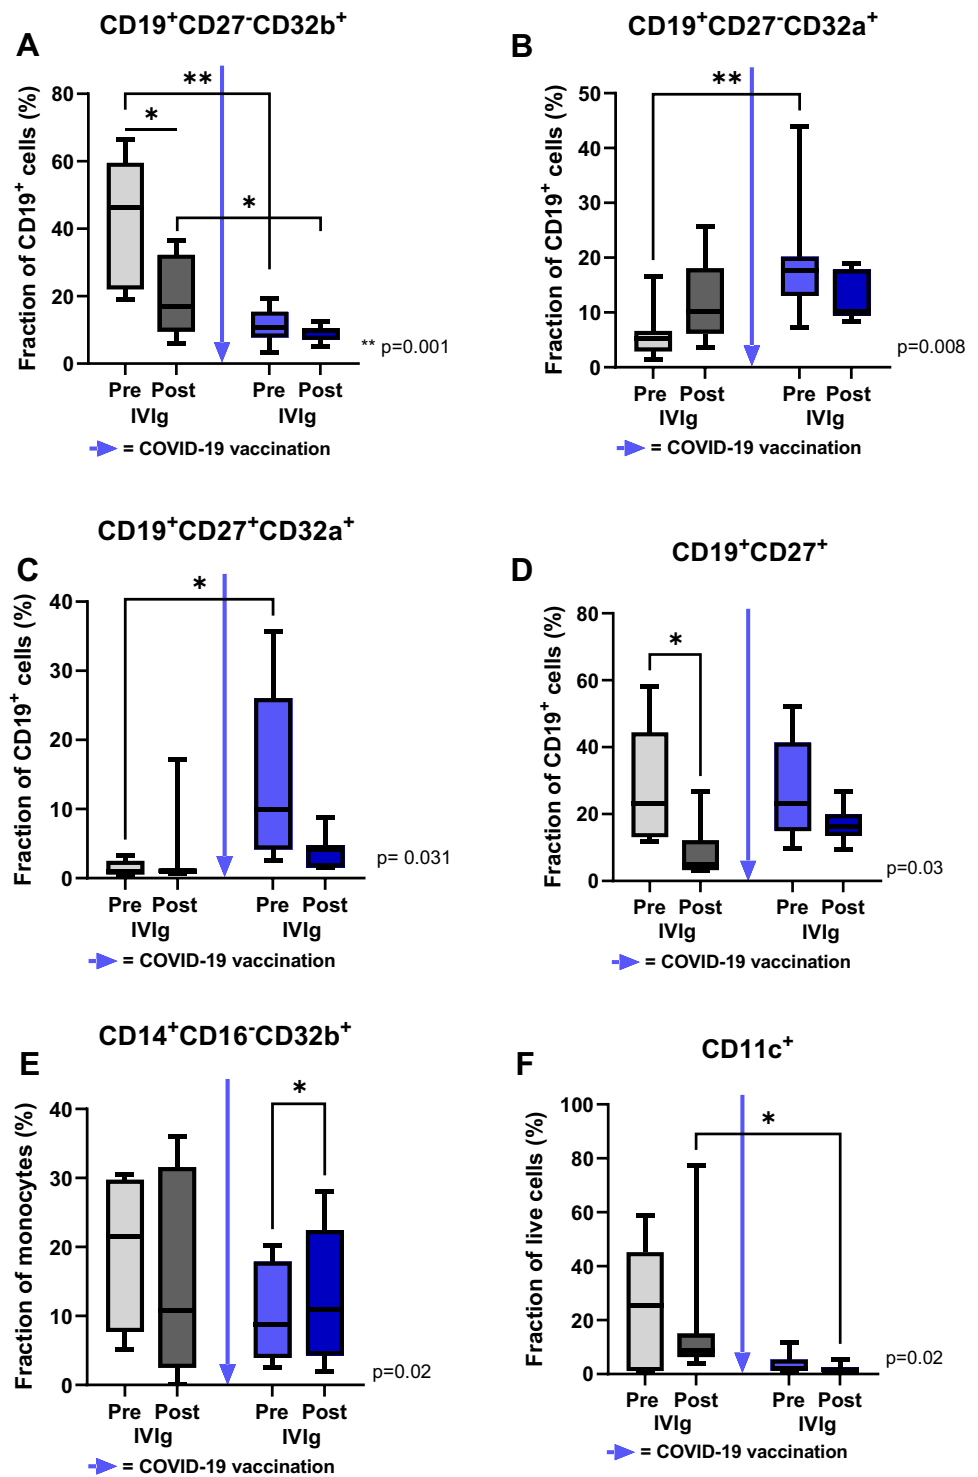 A
CD19⁺CD27⁻CD32b⁺
Fraction of CD19⁺ cells (%)
80
60
40
20
0
**
*
*
** p=0.001
Pre Post Pre Post
IVIg IVIg
= COVID-19 vaccination
B
CD19⁺CD27⁻CD32a⁺
Fraction of CD19⁺ cells (%)
50
40
30
20
10
0
**
p=0.008
Pre Post Pre Post
IVIg IVIg
= COVID-19 vaccination
C
CD19⁺CD27⁺CD32a⁺
Fraction of CD19⁺ cells (%)
40
30
20
10
0
*
p= 0.031
Pre Post Pre Post
IVIg IVIg
= COVID-19 vaccination
D
CD19⁺CD27⁺
Fraction of CD19⁺ cells (%)
80
60
40
20
0
*
p=0.03
Pre Post Pre Post
IVIg IVIg
= COVID-19 vaccination
E
CD14⁺CD16⁻CD32b⁺
Fraction of monocytes (%)
40
30
20
10
0
*
p=0.02
Pre Post Pre Post
IVIg IVIg
= COVID-19 vaccination
F
CD11c⁺
Fraction of live cells (%)
100
80
60
40
20
0
*
p=0.02
Pre Post Pre Post
IVIg IVIg
= COVID-19 vaccination